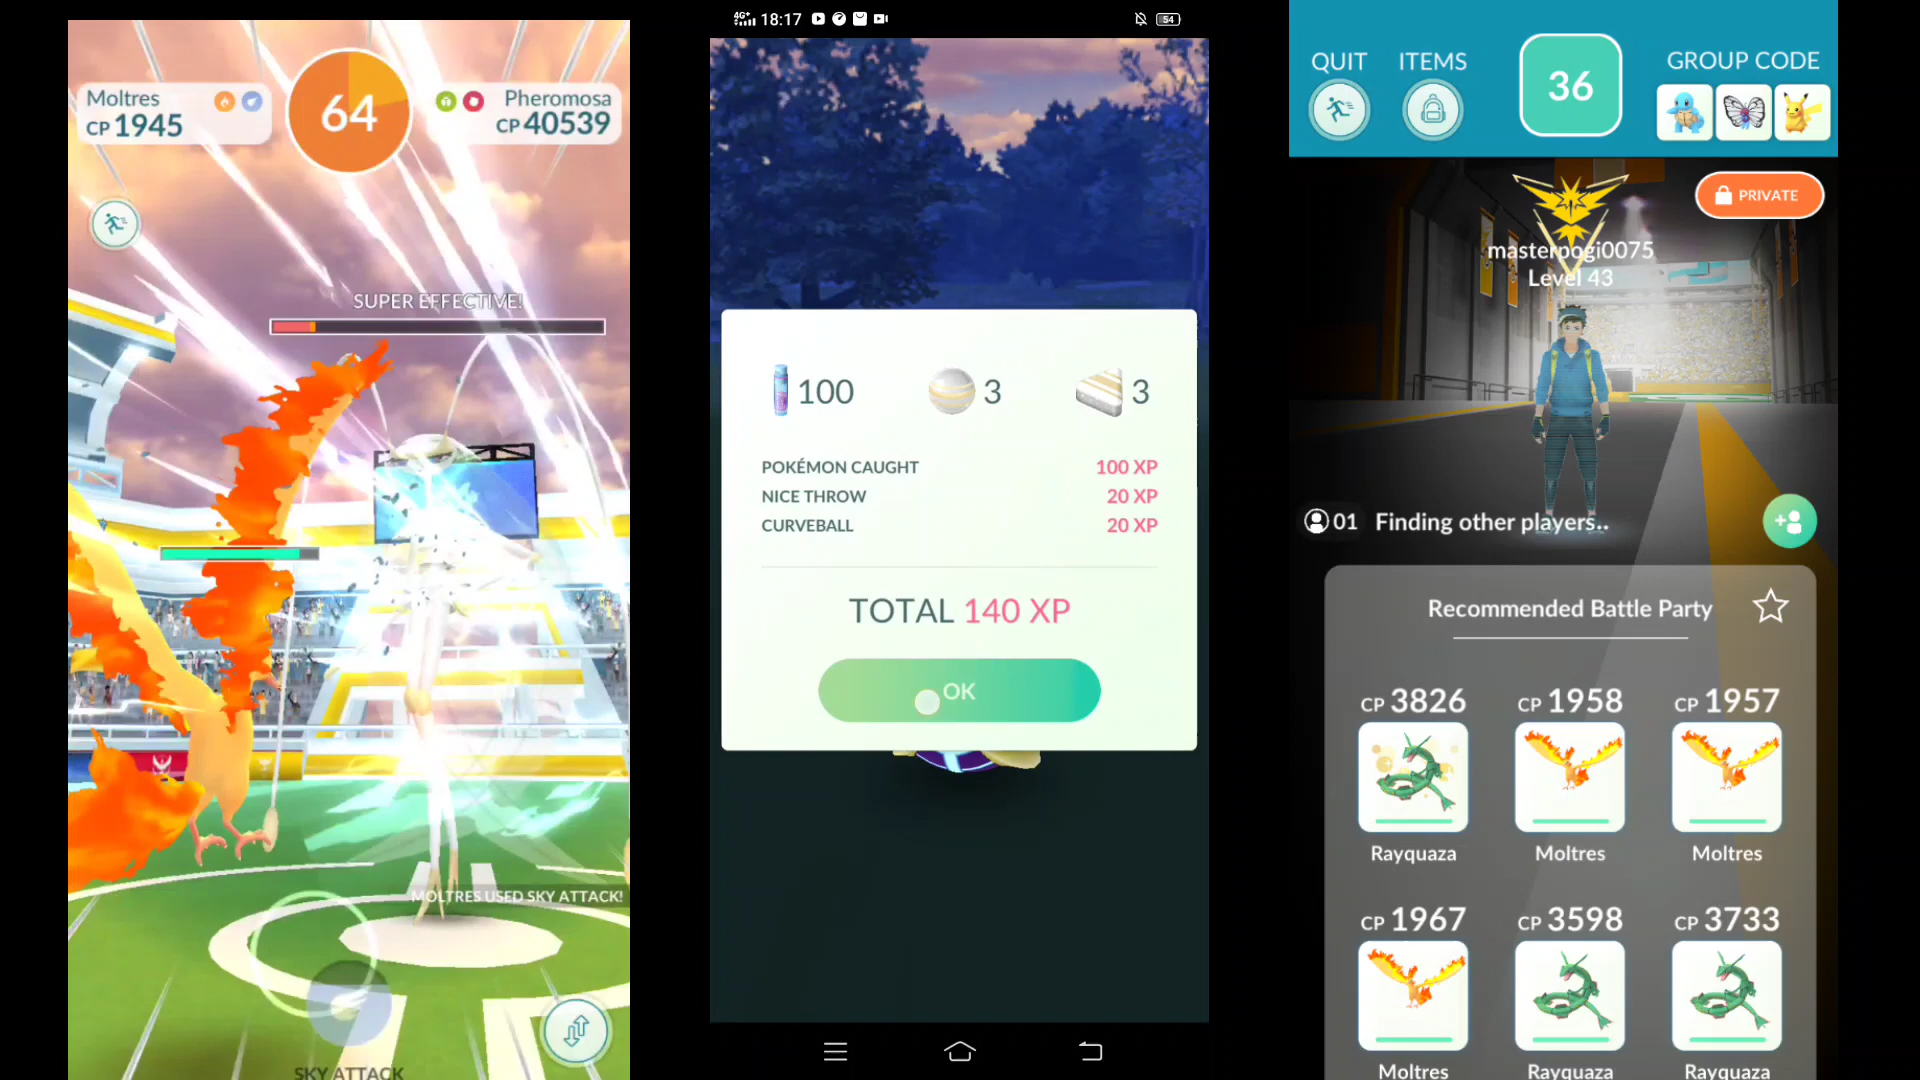 Moltres
CP 1945
64
Pheromosa
CP 40539
SUPER EFFECTIVE!
MOLTRES USED SKY ATTACK!
SKY ATTACK
4G+ 18:17
54
100
3
3
POKÉMON CAUGHT 100 XP
NICE THROW 20 XP
CURVEBALL 20 XP
TOTAL 140 XP
OK
QUIT
ITEMS
36
GROUP CODE
PRIVATE
masterpogi0075
Level 43
01 Finding other players..
Recommended Battle Party
CP 3826 CP 1958 CP 1957
Rayquaza Moltres Moltres
CP 1967 CP 3598 CP 3733
Moltres Rayquaza Rayquaza